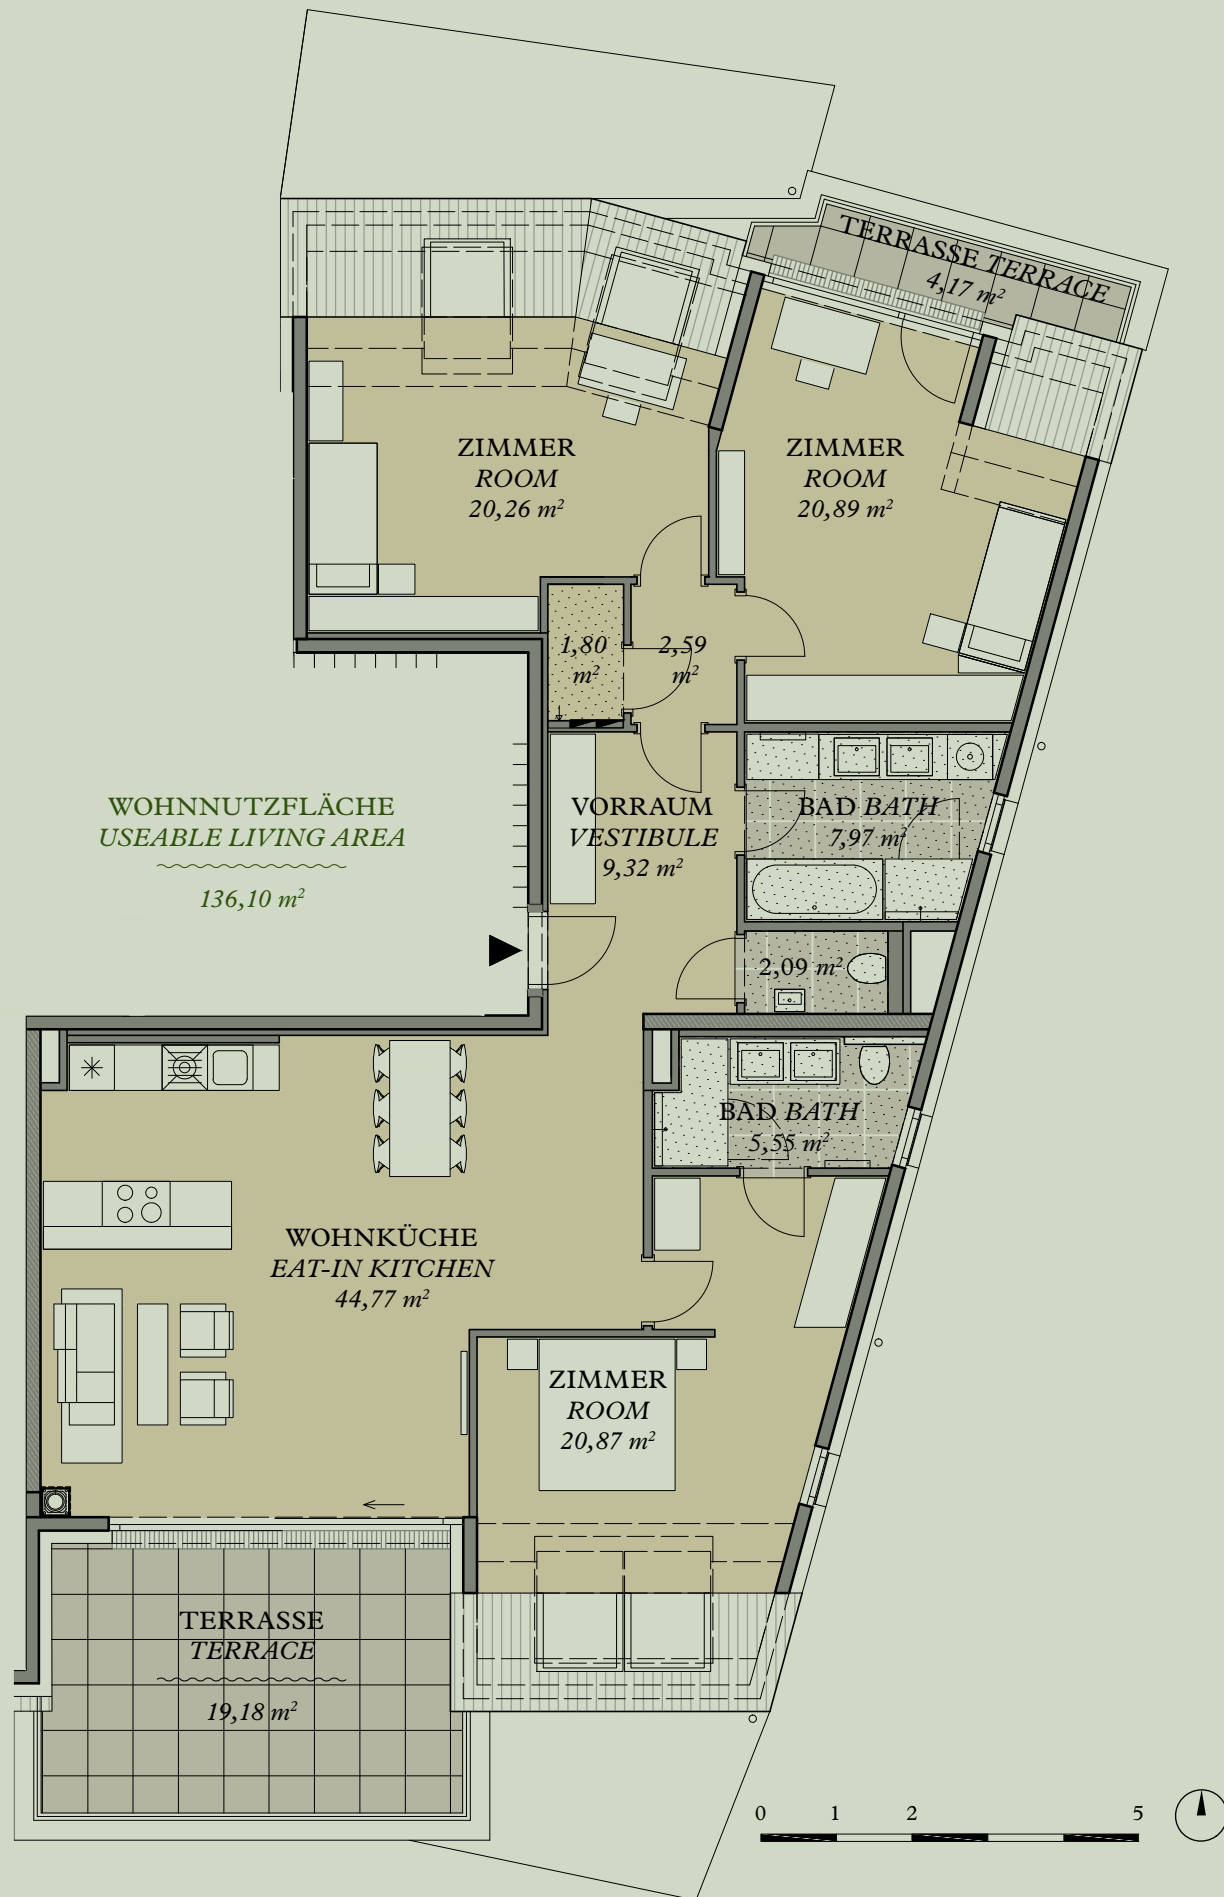 TERRASSE TERRACE
4,17 m²
ZIMMER
ROOM
20,26 m²
ZIMMER
ROOM
20,89 m²
1,80
m²
2,59
m²
WOHNNUTZFLÄCHE
USEABLE LIVING AREA
136,10 m²
VORRAUM
VESTIBULE
9,32 m²
BAD BATH
7,97 m²
2,09 m²
BAD BATH
5,55 m²
WOHNKÜCHE
EAT-IN KITCHEN
44,77 m²
ZIMMER
ROOM
20,87 m²
TERRASSE
TERRACE
19,18 m²
0 1 2 5